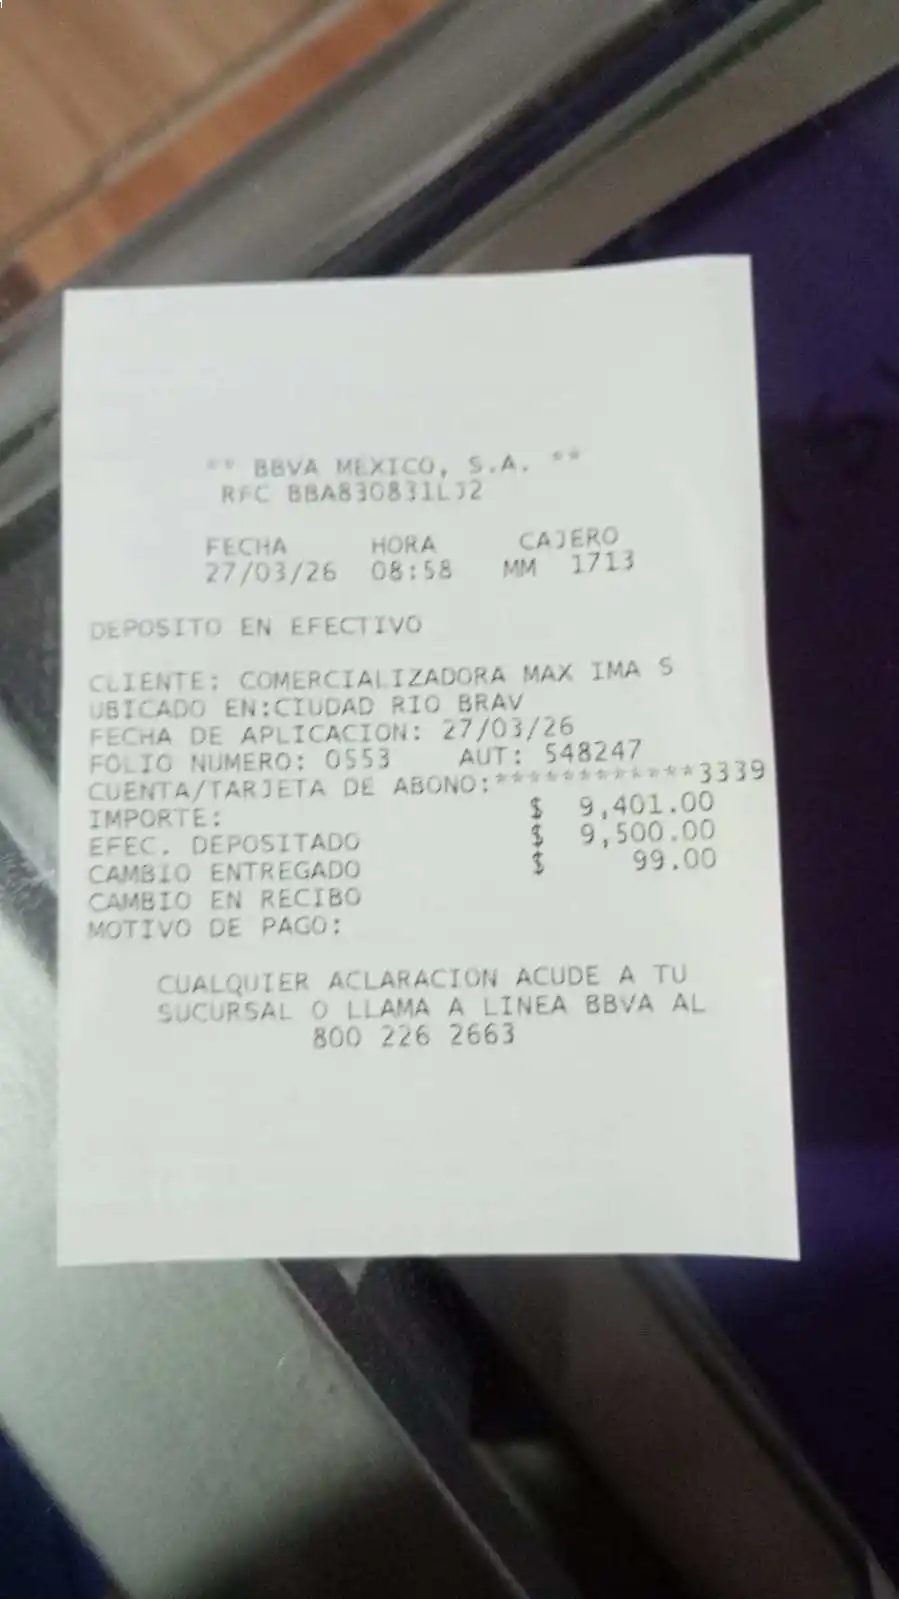 ** BBVA MEXICO, S.A. **
RFC BBA830831LJ2
FECHA HORA CAJERO
27/03/26 08:58 MM 1713
DEPOSITO EN EFECTIVO
CLIENTE: COMERCIALIZADORA MAX IMA S
UBICADO EN:CIUDAD RIO BRAV
FECHA DE APLICACION: 27/03/26
FOLIO NUMERO: 0553 AUT: 548247
CUENTA/TARJETA DE ABONO:************3339
IMPORTE: $ 9,401.00
EFEC. DEPOSITADO $ 9,500.00
CAMBIO ENTREGADO $ 99.00
CAMBIO EN RECIBO
MOTIVO DE PAGO:
CUALQUIER ACLARACION ACUDE A TU
SUCURSAL O LLAMA A LINEA BBVA AL
800 226 2663